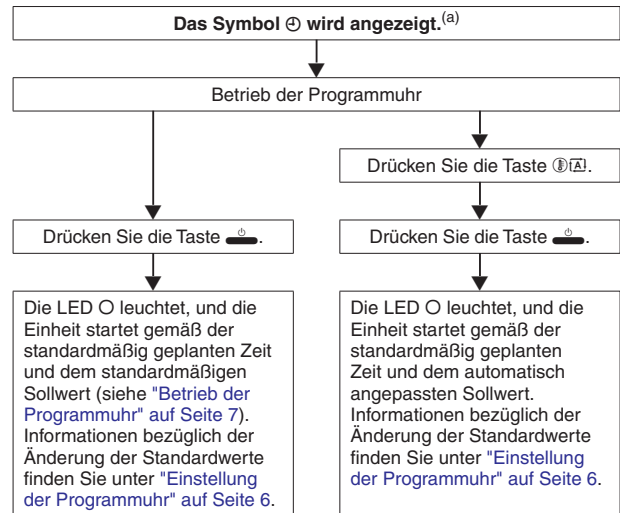 Das Symbol ⏲ wird angezeigt.(a)
Betrieb der Programmuhr
Drücken Sie die Taste 🄰.
Drücken Sie die Taste ⏻.
Drücken Sie die Taste ⏻.
Die LED O leuchtet, und die
Einheit startet gemäß der
standardmäßig geplanten Zeit
und dem standardmäßigen
Sollwert (siehe "Betrieb der
Programmuhr" auf Seite 7).
Informationen bezüglich der
Änderung der Standardwerte
finden Sie unter "Einstellung
der Programmuhr" auf Seite 6.
Die LED O leuchtet, und die
Einheit startet gemäß der
standardmäßig geplanten
Zeit und dem automatisch
angepassten Sollwert.
Informationen bezüglich der
Änderung der Standardwerte
finden Sie unter "Einstellung
der Programmuhr" auf Seite 6.